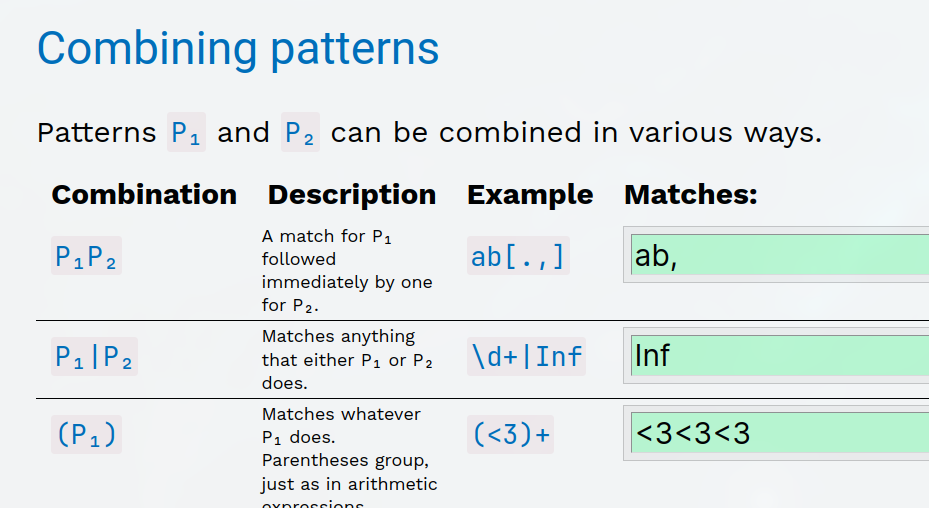 Combining patterns
Patterns P₁ and P₂ can be combined in various ways.
Combination Description Example Matches:
P₁P₂ A match for P₁ followed immediately by one for P₂. ab[.,] ab,
P₁|P₂ Matches anything that either P₁ or P₂ does. \d+|Inf Inf
(P₁) Matches whatever P₁ does. Parentheses group, just as in arithmetic expressions (<3)+ <3<3<3